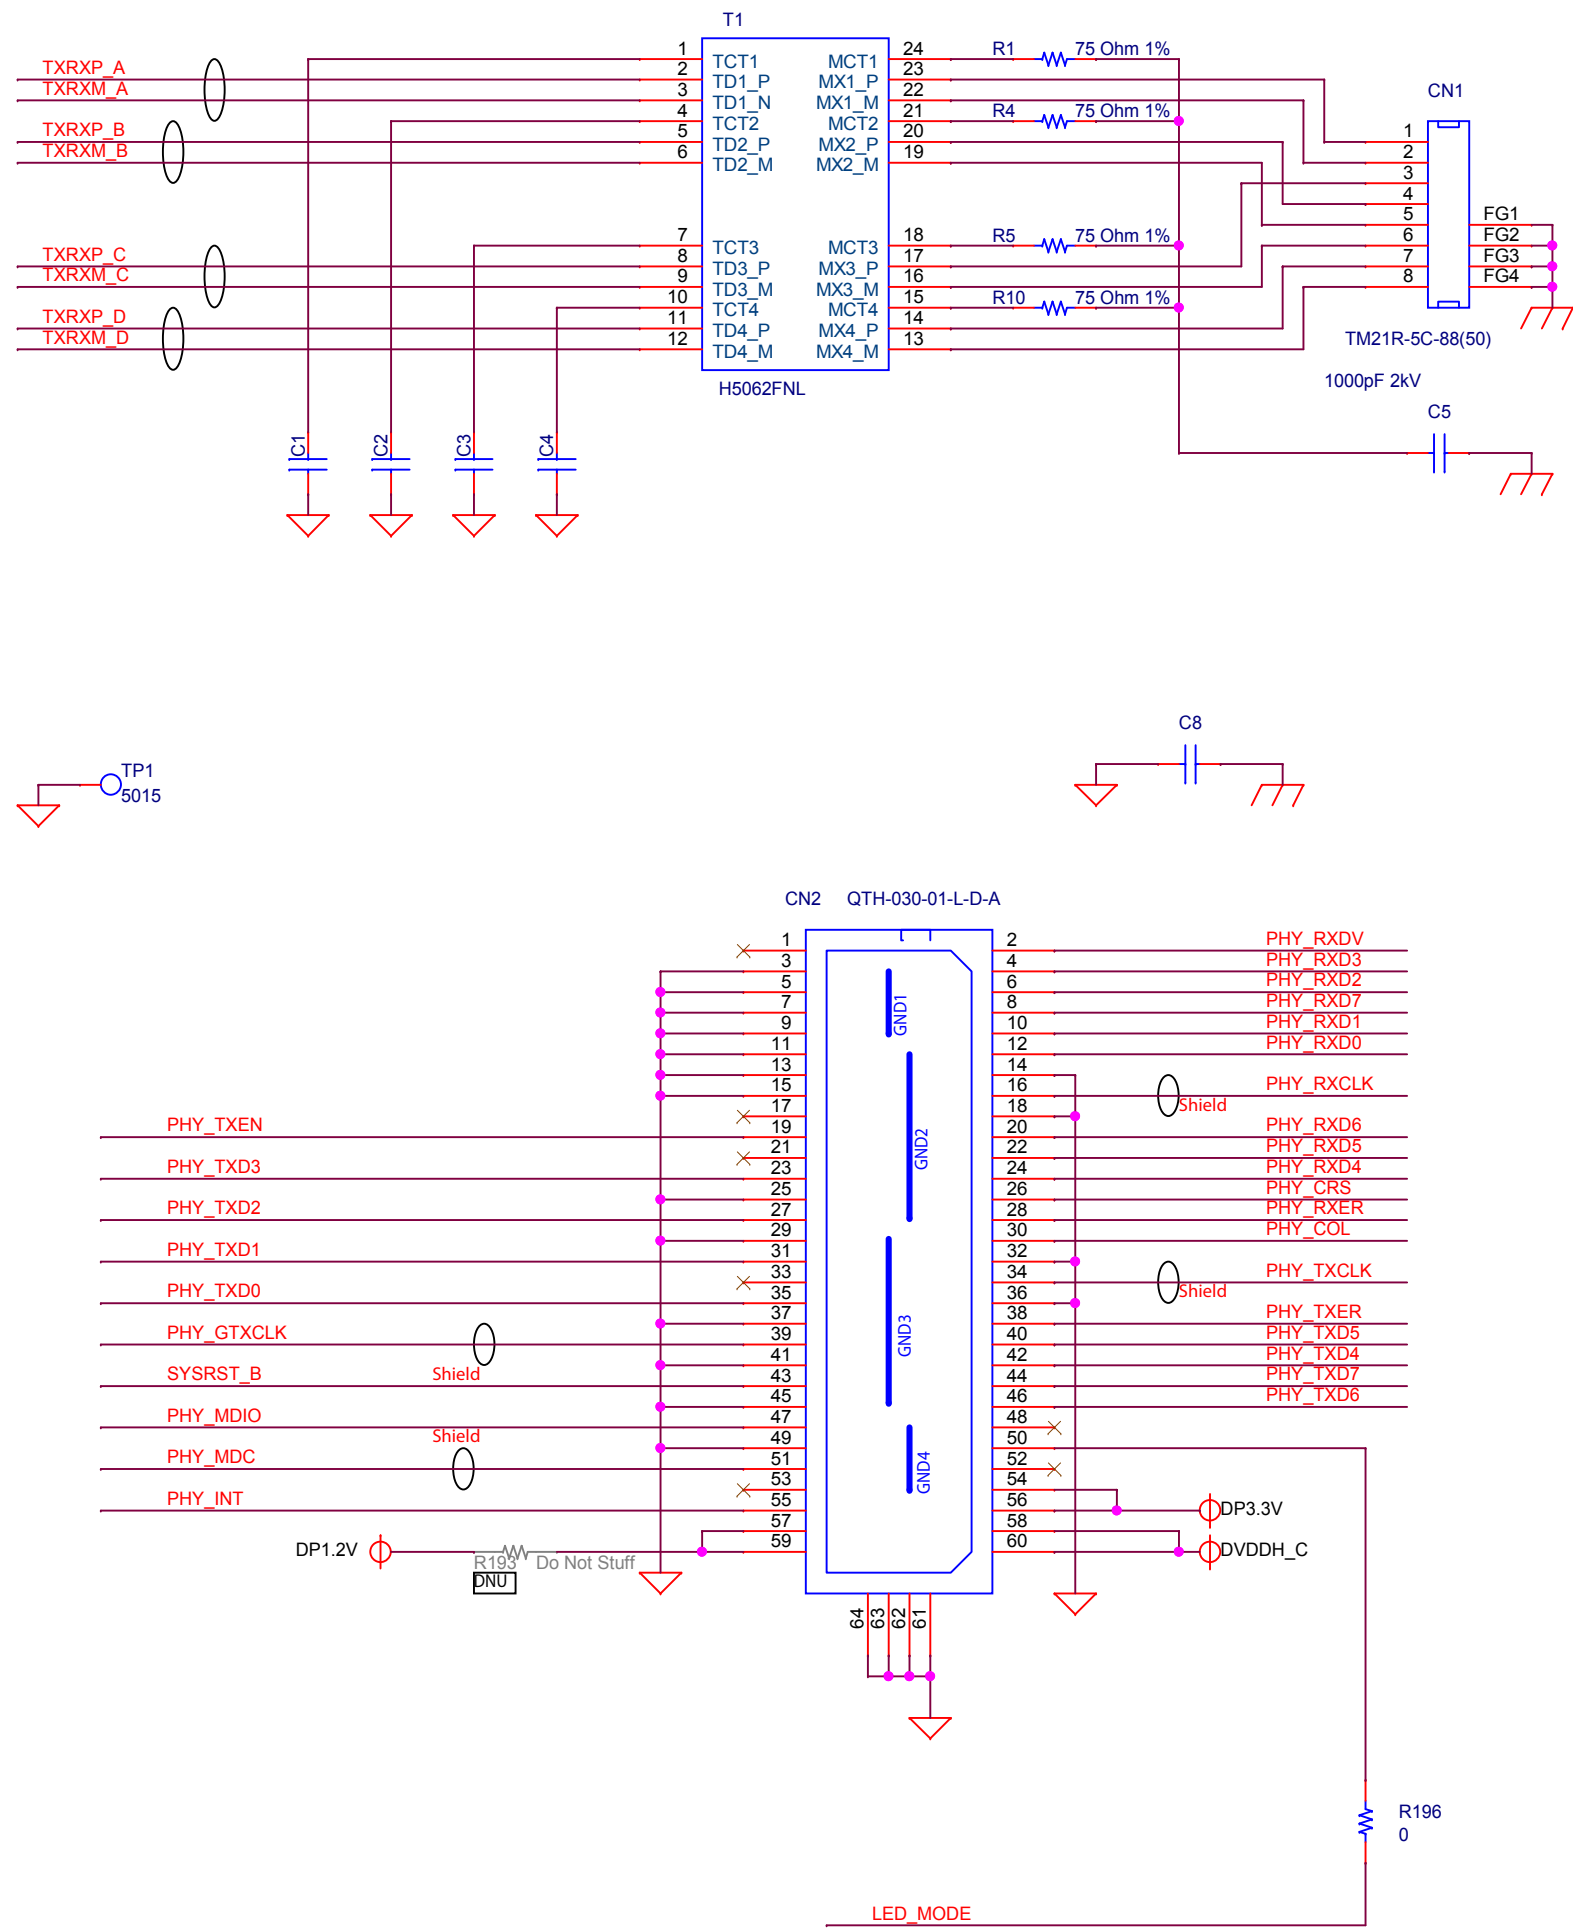 T1
1 TCT1 MCT1 24 R1 75 Ohm 1%
TXRXP_A 2 TD1_P MX1_P 23
TXRXM_A 3 TD1_N MX1_M 22
4 TCT2 MCT2 21 R4 75 Ohm 1%
TXRXP_B 5 TD2_P MX2_P 20
TXRXM_B 6 TD2_M MX2_M 19
7 TCT3 MCT3 18 R5 75 Ohm 1%
TXRXP_C 8 TD3_P MX3_P 17
TXRXM_C 9 TD3_M MX3_M 16
10 TCT4 MCT4 15 R10 75 Ohm 1%
TXRXP_D 11 TD4_P MX4_P 14
TXRXM_D 12 TD4_M MX4_M 13
H5062FNL
CN1
1
2
3
4
5 FG1
6 FG2
7 FG3
8 FG4
TM21R-5C-88(50)
1000pF 2kV
C5
C1 C2 C3 C4
C8
TP1
5015
CN2 QTH-030-01-L-D-A
1 2 PHY_RXDV
3 4 PHY_RXD3
5 6 PHY_RXD2
7 8 PHY_RXD7
9 10 PHY_RXD1
11 12 PHY_RXD0
13 14
15 16 PHY_RXCLK
Shield
17 18
PHY_TXEN 19 20 PHY_RXD6
21 22 PHY_RXD5
PHY_TXD3 23 24 PHY_RXD4
25 26 PHY_CRS
PHY_TXD2 27 28 PHY_RXER
29 30 PHY_COL
PHY_TXD1 31 32
33 34 PHY_TXCLK
Shield
PHY_TXD0 35 36
37 38 PHY_TXER
PHY_GTXCLK 39 40 PHY_TXD5
Shield
41 42 PHY_TXD4
SYSRST_B 43 44 PHY_TXD7
45 46 PHY_TXD6
PHY_MDIO 47 48
Shield
49 50
PHY_MDC 51 52
53 54
PHY_INT 55 56 DP3.3V
57 58
DP1.2V R193 Do Not Stuff 59 60 DVDDH_C
DNU
GND1
GND2
GND3
GND4
64 63 62 61
R196
0
LED_MODE